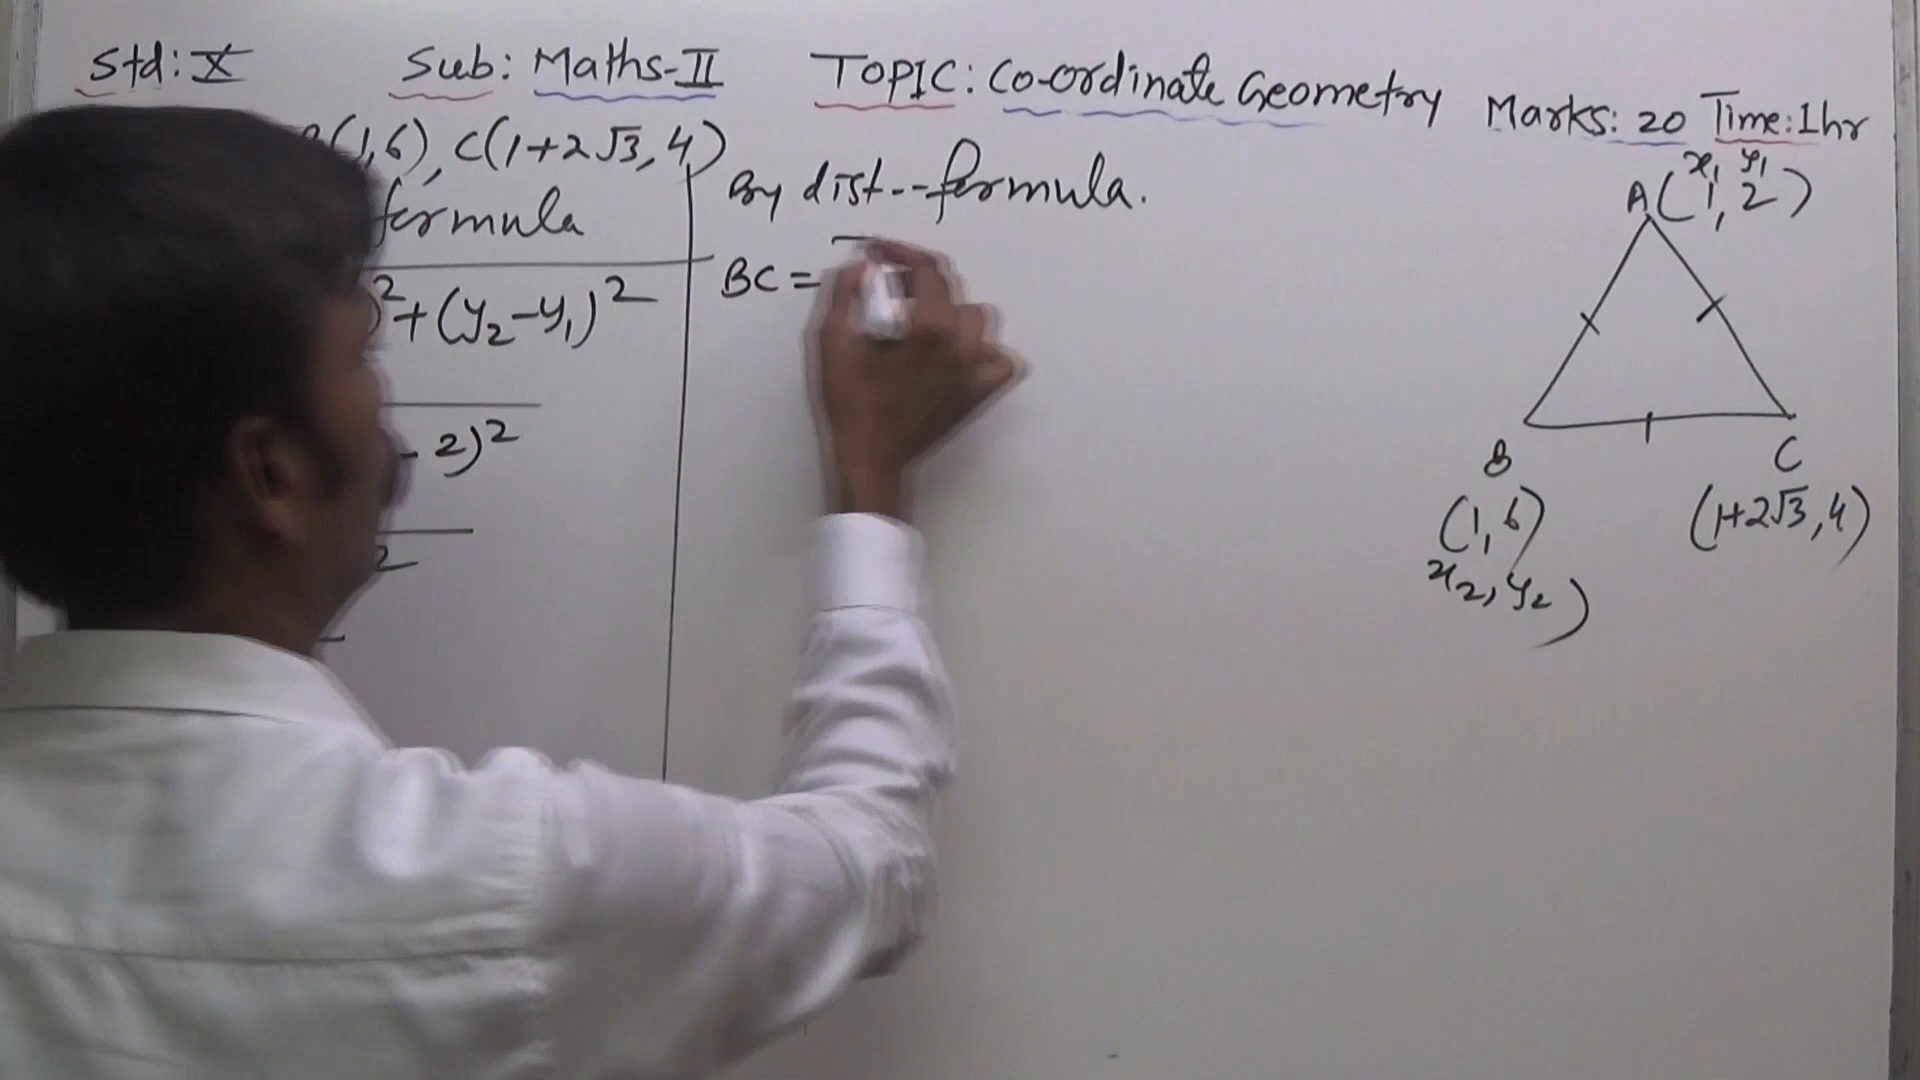 Std: X Sub: Maths-II TOPIC: Co-ordinate Geometry Marks: 20 Time: 1hr
(1,6), C(1+2√3, 4)
formula
)²+(y₂-y₁)²
- 2)²
2
By dist--formula.
BC =
x₁ y₁
A(1, 2)
B C
(1,6) (1+2√3, 4)
x₂, y₂)